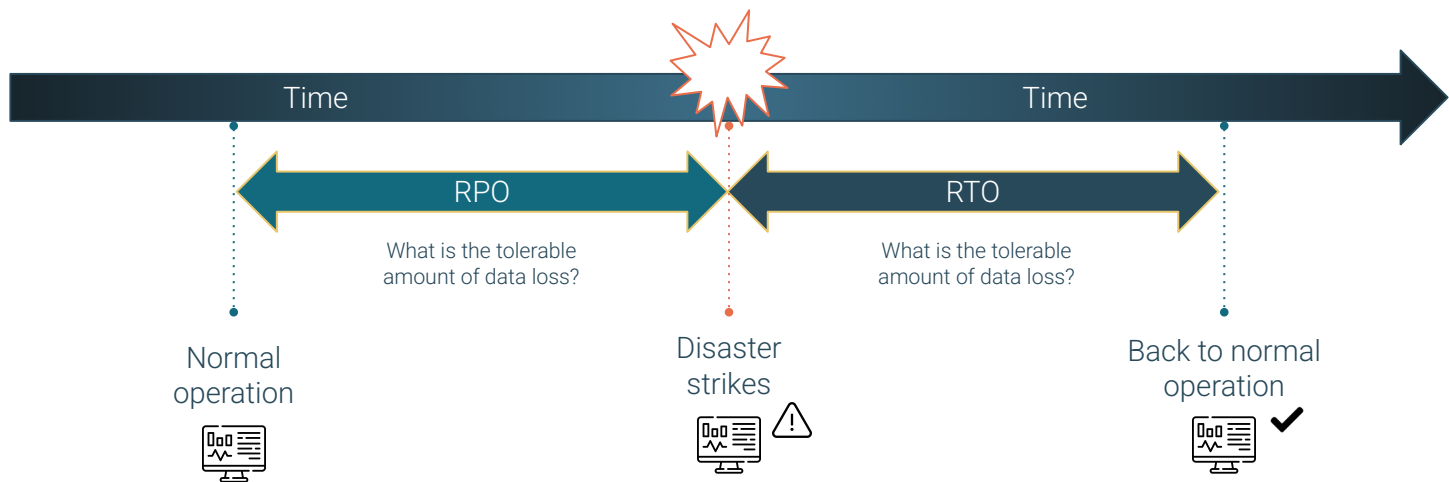 Time
Time
RPO
RTO
What is the tolerable
amount of data loss?
What is the tolerable
amount of data loss?
Normal
operation
Disaster
strikes
Back to normal
operation